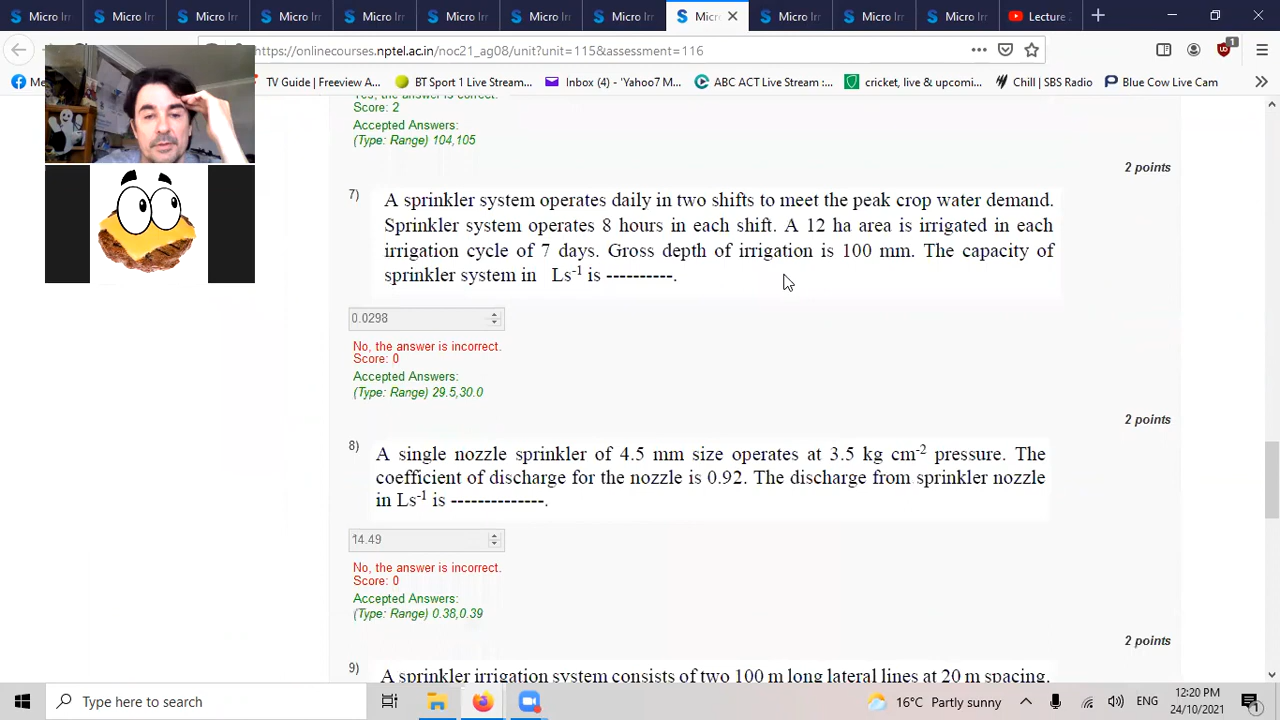 Micro Ir
Micro Ir
Micro Ir
Micro Ir
Micro Ir
Micro Ir
Micro Ir
Micro In
Micro Ir
Micro Ir
Micro Ir
Lecture
https://onlinecourses.nptel.ac.in/noc21_ag08/unit?unit=115&assessment=116
Me
TV Guide | Freeview A...
BT Sport 1 Live Stream...
Inbox (4) - 'Yahoo7 M...
ABC ACT Live Stream :...
cricket, live & upcomi...
Chill | SBS Radio
Blue Cow Live Cam
Yes, the answer is correct.
Score: 2
Accepted Answers:
(Type: Range) 104,105
2 points
7) A sprinkler system operates daily in two shifts to meet the peak crop water demand.
Sprinkler system operates 8 hours in each shift. A 12 ha area is irrigated in each
irrigation cycle of 7 days. Gross depth of irrigation is 100 mm. The capacity of
sprinkler system in Ls-1 is ----------.
0.0298
No, the answer is incorrect.
Score: 0
Accepted Answers:
(Type: Range) 29.5,30.0
2 points
8) A single nozzle sprinkler of 4.5 mm size operates at 3.5 kg cm-2 pressure. The
coefficient of discharge for the nozzle is 0.92. The discharge from sprinkler nozzle
in Ls-1 is --------------.
14.49
No, the answer is incorrect.
Score: 0
Accepted Answers:
(Type: Range) 0.38,0.39
2 points
9) A sprinkler irrigation system consists of two 100 m long lateral lines at 20 m spacing.
Type here to search
16°C Partly sunny
ENG
12:20 PM
24/10/2021